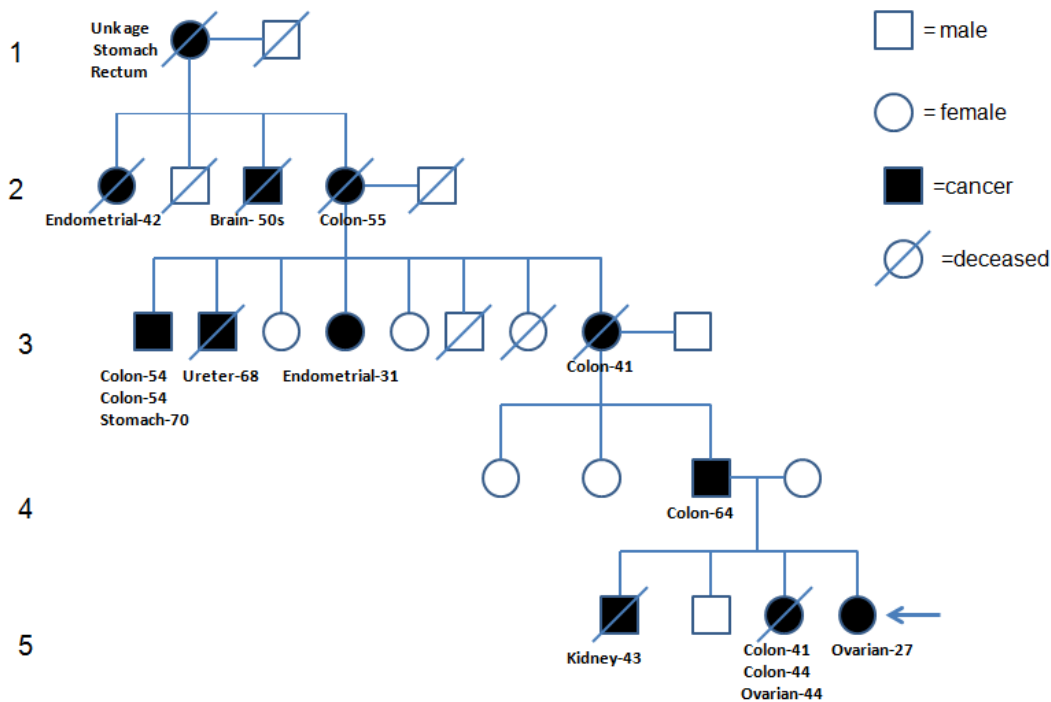 Unkage
Stomach
Rectum
1
= male
= female
2
=cancer
Endometrial-42
Brain- 50s
Colon-55
=deceased
3
Colon-54
Colon-54
Stomach-70
Ureter-68
Endometrial-31
Colon-41
4
Colon-64
5
Kidney-43
Colon-41
Colon-44
Ovarian-44
Ovarian-27